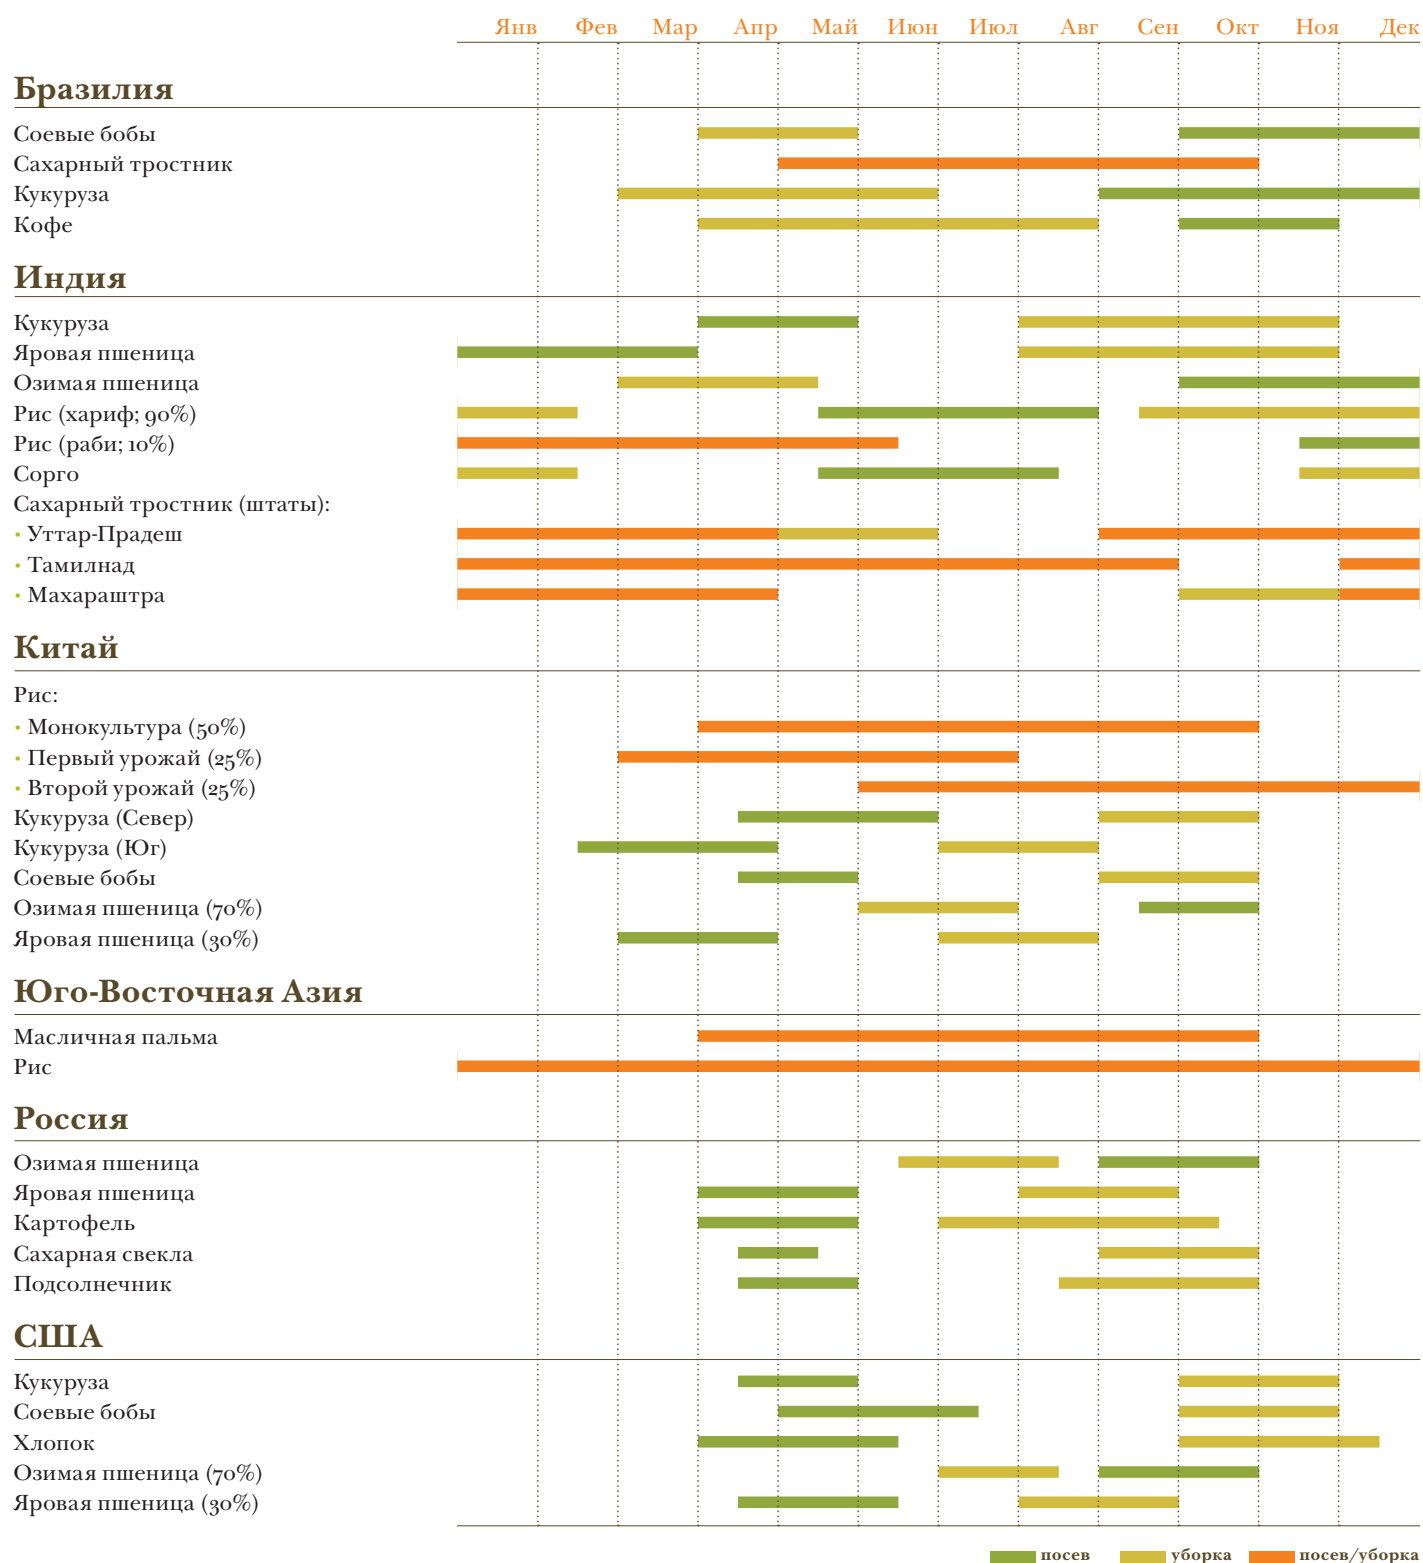 Янв Фев Мар Апр Май Июн Июл Авг Сен Окт Ноя Дек
Бразилия
Соевые бобы
Сахарный тростник
Кукуруза
Кофе
Индия
Кукуруза
Яровая пшеница
Озимая пшеница
Рис (хариф; 90%)
Рис (раби; 10%)
Сорго
Сахарный тростник (штаты):
• Уттар-Прадеш
• Тамилнад
• Махараштра
Китай
Рис:
• Монокультура (50%)
• Первый урожай (25%)
• Второй урожай (25%)
Кукуруза (Север)
Кукуруза (Юг)
Соевые бобы
Озимая пшеница (70%)
Яровая пшеница (30%)
Юго-Восточная Азия
Масличная пальма
Рис
Россия
Озимая пшеница
Яровая пшеница
Картофель
Сахарная свекла
Подсолнечник
США
Кукуруза
Соевые бобы
Хлопок
Озимая пшеница (70%)
Яровая пшеница (30%)
посев уборка посев/уборка